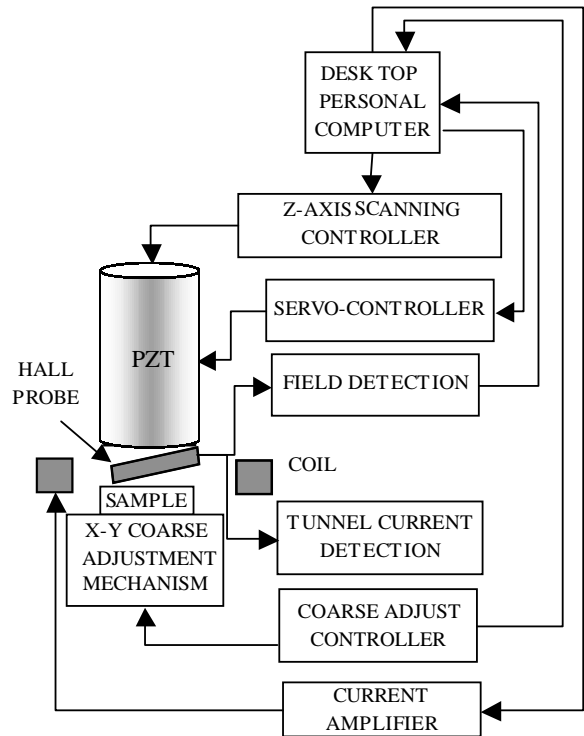 DESK TOP
PERSONAL
COMPUTER
Z-AXIS SCANNING
CONTROLLER
SERVO-CONTROLLER
PZT
HALL
PROBE
FIELD DETECTION
COIL
SAMPLE
X-Y COARSE
ADJUSTMENT
MECHANISM
TUNNEL CURRENT
DETECTION
COARSE ADJUST
CONTROLLER
CURRENT
AMPLIFIER